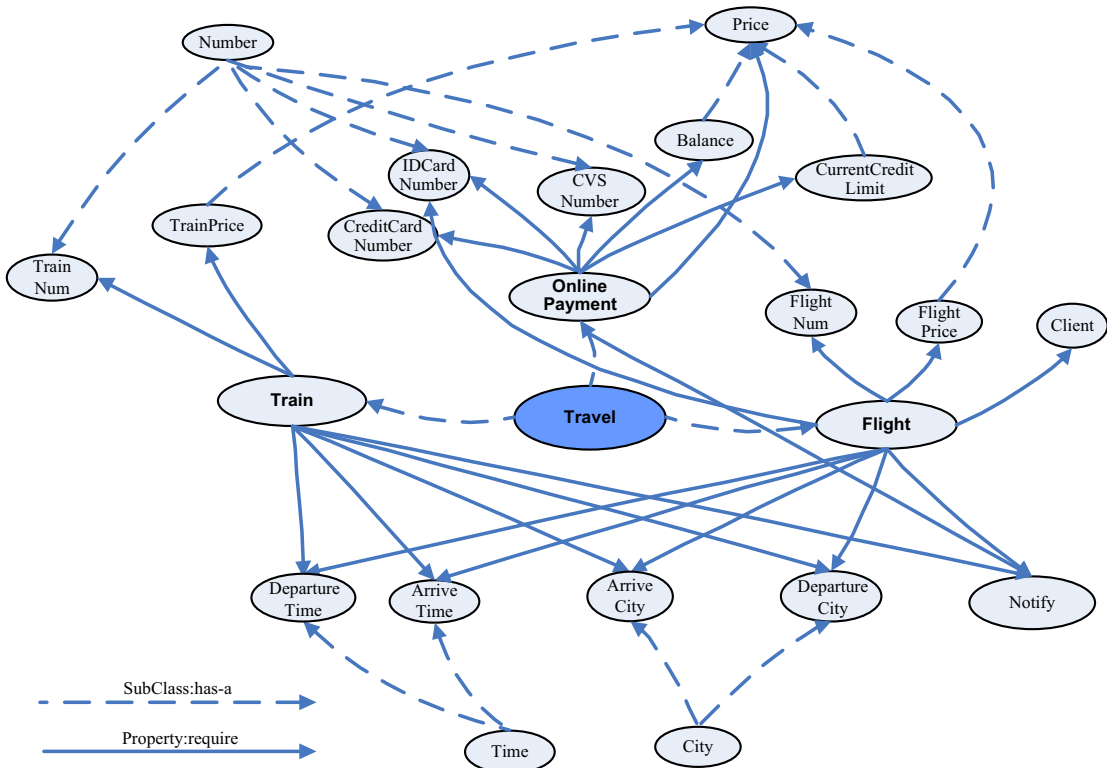 Price
Number
Balance
IDCard
Number
CVS
Number
CurrentCredit
Limit
TrainPrice
CreditCard
Number
Train
Num
Online
Payment
Flight
Num
Flight
Price
Client
Train
Travel
Flight
Departure
Time
Arrive
Time
Arrive
City
Departure
City
Notify
SubClass:has-a
Property:require
Time
City